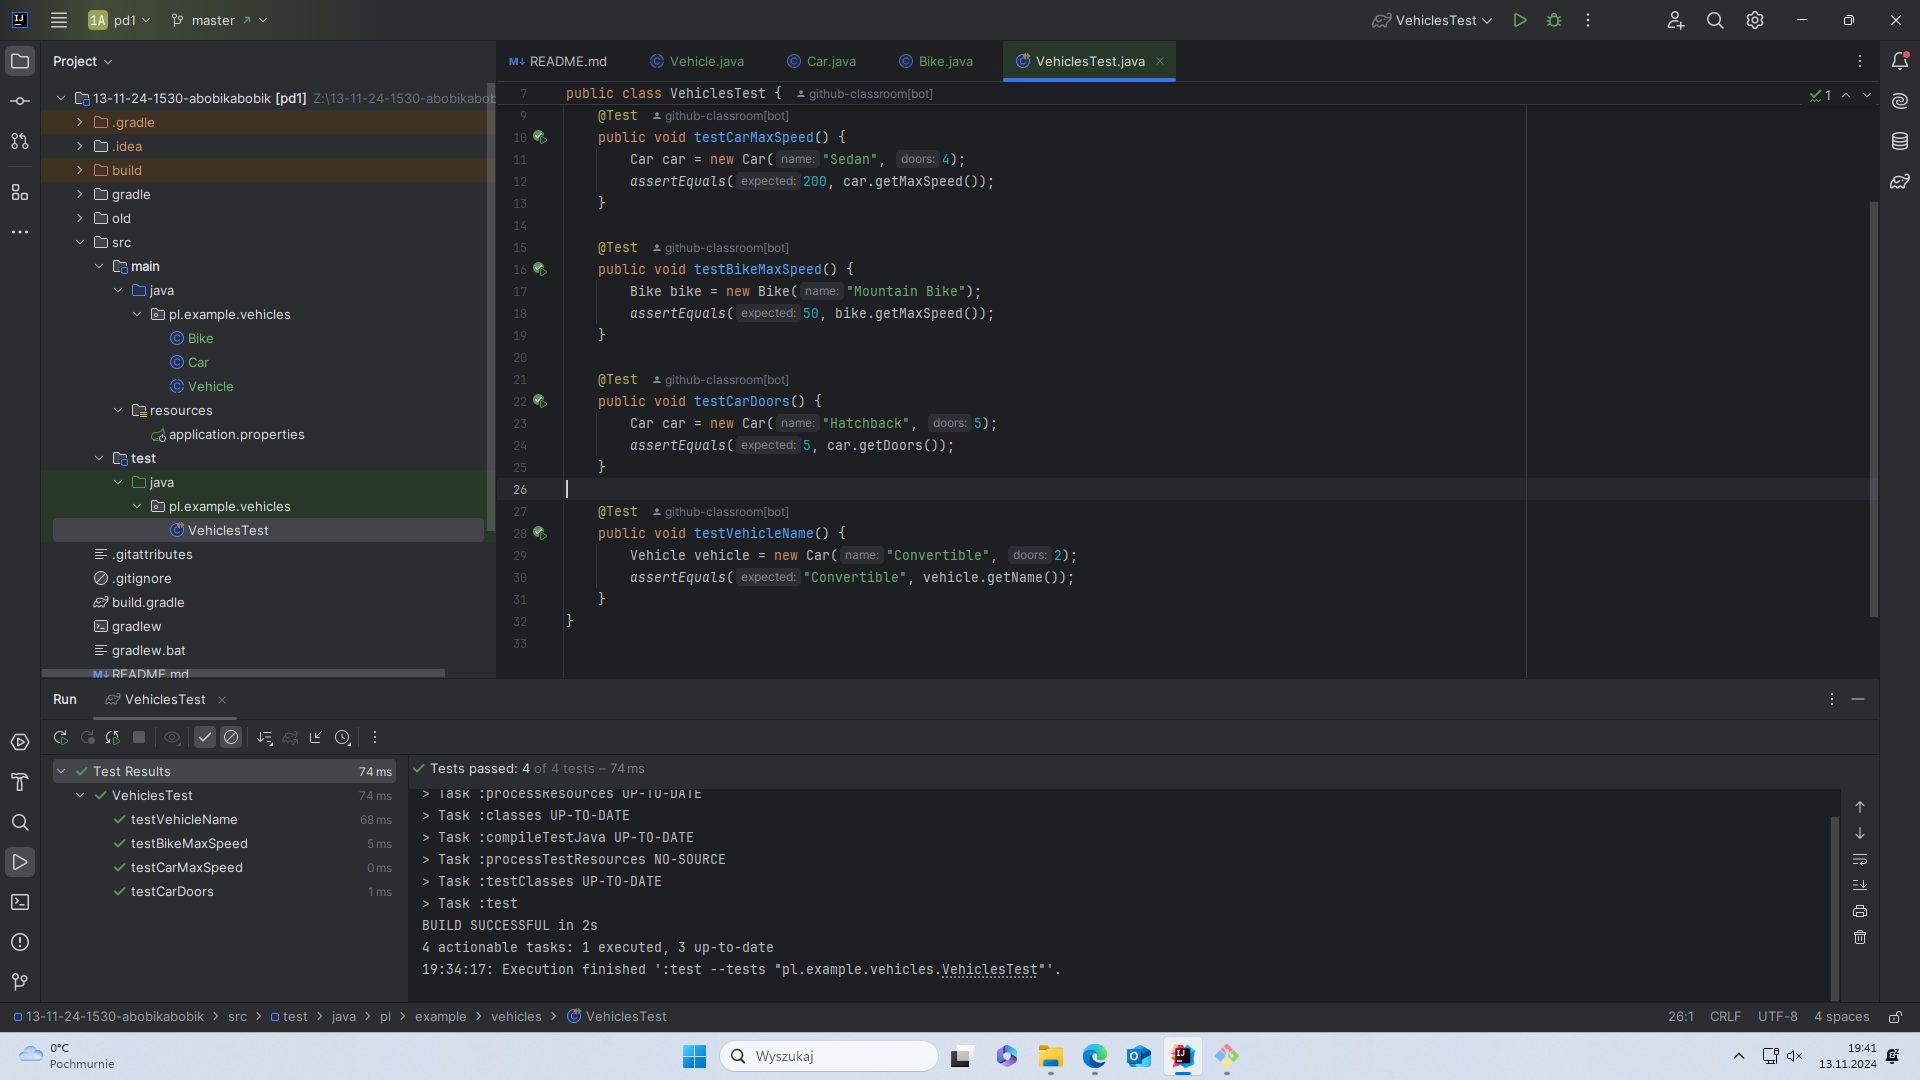 1A pd1
master
VehiclesTest
Project
13-11-24-1530-abobikabobik [pd1] Z:\13-11-24-1530-abobikabob
.gradle
.idea
build
gradle
old
src
main
java
pl.example.vehicles
Bike
Car
Vehicle
resources
application.properties
test
java
pl.example.vehicles
VehiclesTest
.gitattributes
.gitignore
build.gradle
gradlew
gradlew.bat
M↓ README.md
M↓ README.md
Vehicle.java
Car.java
Bike.java
VehiclesTest.java
7 public class VehiclesTest { github-classroom[bot]
1
9 @Test github-classroom[bot]
10 public void testCarMaxSpeed() {
11 Car car = new Car( name: "Sedan", doors: 4);
12 assertEquals( expected: 200, car.getMaxSpeed());
13 }
14
15 @Test github-classroom[bot]
16 public void testBikeMaxSpeed() {
17 Bike bike = new Bike( name: "Mountain Bike");
18 assertEquals( expected: 50, bike.getMaxSpeed());
19 }
20
21 @Test github-classroom[bot]
22 public void testCarDoors() {
23 Car car = new Car( name: "Hatchback", doors: 5);
24 assertEquals( expected: 5, car.getDoors());
25 }
26
27 @Test github-classroom[bot]
28 public void testVehicleName() {
29 Vehicle vehicle = new Car( name: "Convertible", doors: 2);
30 assertEquals( expected: "Convertible", vehicle.getName());
31 }
32 }
33
Run
VehiclesTest
Test Results 74 ms
VehiclesTest 74 ms
testVehicleName 68 ms
testBikeMaxSpeed 5 ms
testCarMaxSpeed 0 ms
testCarDoors 1 ms
Tests passed: 4 of 4 tests – 74 ms
> Task :processResources UP-TO-DATE
> Task :classes UP-TO-DATE
> Task :compileTestJava UP-TO-DATE
> Task :processTestResources NO-SOURCE
> Task :testClasses UP-TO-DATE
> Task :test
BUILD SUCCESSFUL in 2s
4 actionable tasks: 1 executed, 3 up-to-date
19:34:17: Execution finished ':test --tests "pl.example.vehicles.VehiclesTest"'.
13-11-24-1530-abobikabobik > src > test > java > pl > example > vehicles > VehiclesTest
26:1 CRLF UTF-8 4 spaces
0°C
Pochmurnie
Wyszukaj
19:41
13.11.2024